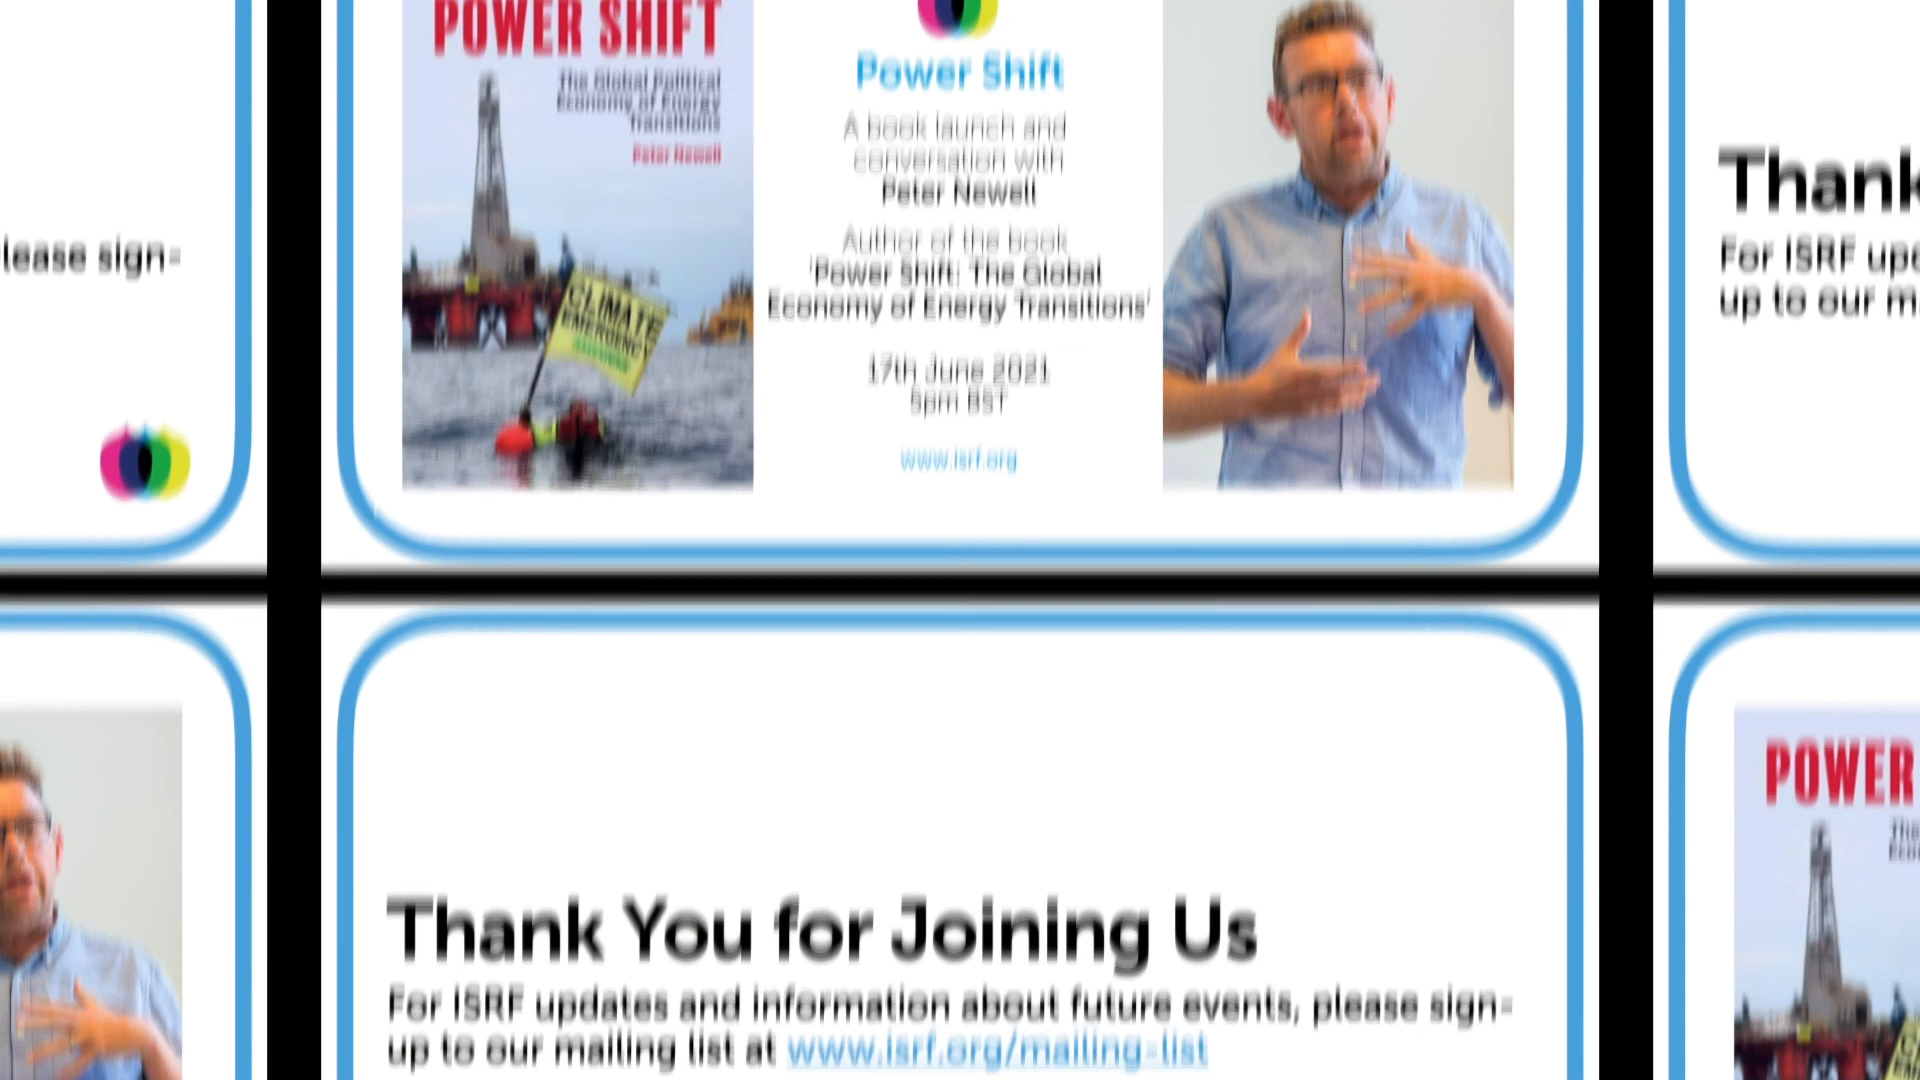 POWER SHIFT
The Global Political
Economy of Energy
Transitions
Peter Newell
CLIMATE
EMERGENCY
Power Shift
A book launch and
conversation with
Peter Newell
Author of the book
'Power Shift: The Global
Economy of Energy Transitions'
17th June 2021
5pm BST
www.isrf.org
lease sign-
Thank
For ISRF upd
up to our m
Thank You for Joining Us
For ISRF updates and information about future events, please sign-
up to our mailing list at www.isrf.org/mailing-list
POWER
The
Econ